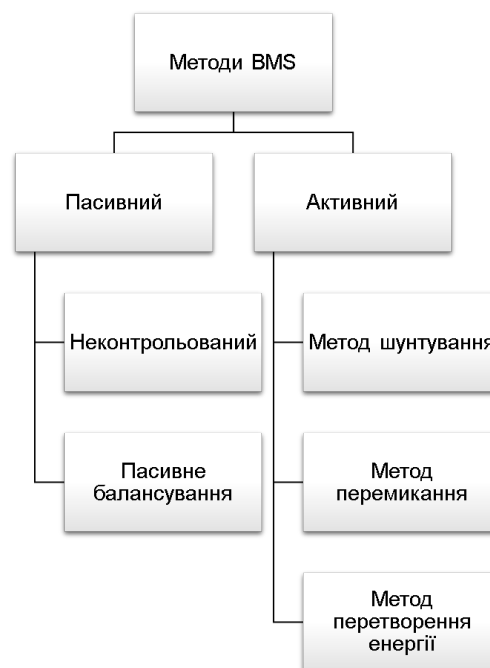 Методи BMS
Пасивний
Активний
Неконтрольований
Метод шунтування
Пасивне
балансування
Метод
перемикання
Метод
перетворення
енергії